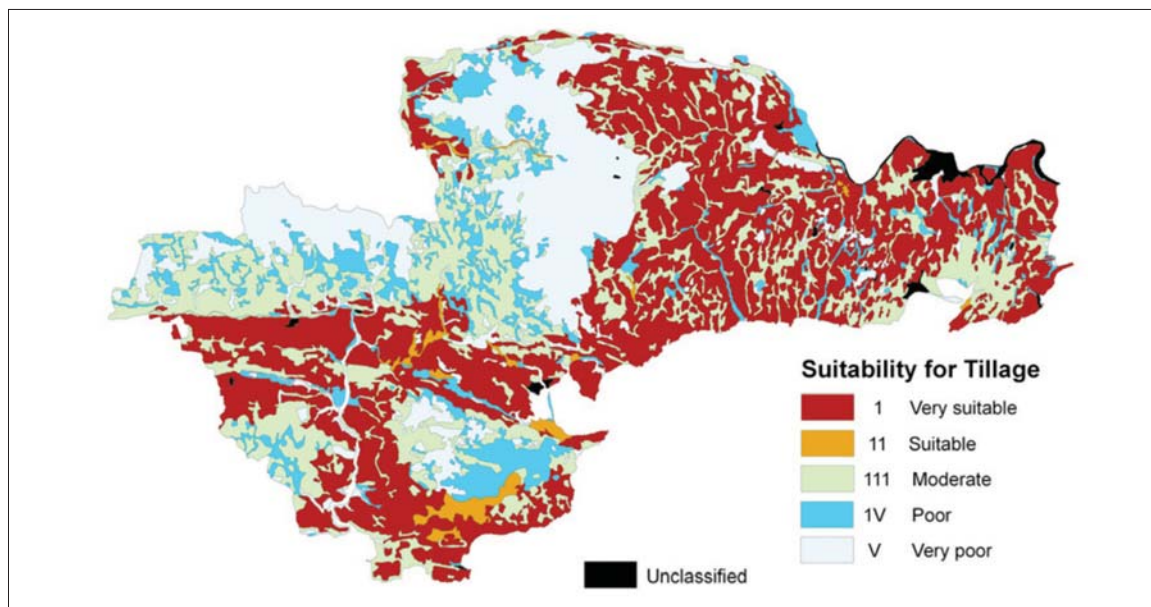 Suitability for Tillage
1 Very suitable
11 Suitable
111 Moderate
1V Poor
V Very poor
Unclassified